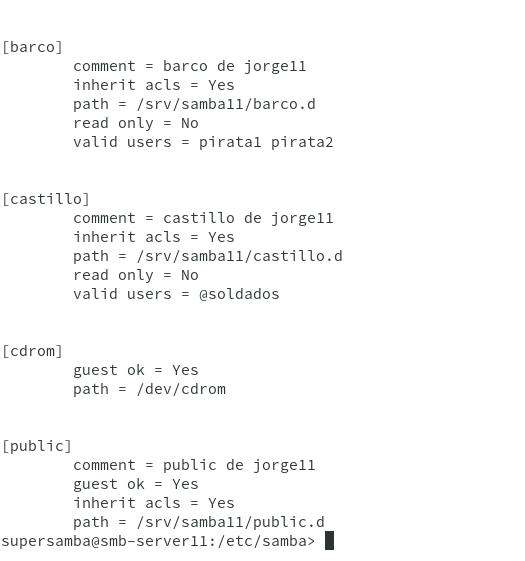 [barco]
comment = barco de jorge11
inherit acls = Yes
path = /srv/samba11/barco.d
read only = No
valid users = pirata1 pirata2
[castillo]
comment = castillo de jorge11
inherit acls = Yes
path = /srv/samba11/castillo.d
read only = No
valid users = @soldados
[cdrom]
guest ok = Yes
path = /dev/cdrom
[public]
comment = public de jorge11
guest ok = Yes
inherit acls = Yes
path = /srv/samba11/public.d
supersamba@smb-server11:/etc/samba>